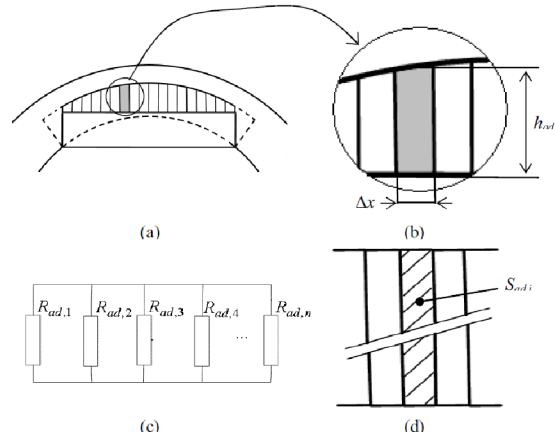 h_ad
Δx
(a)
(b)
R_ad,1
R_ad,2
R_ad,3
R_ad,4
...
R_ad,n
S_ad i
(c)
(d)